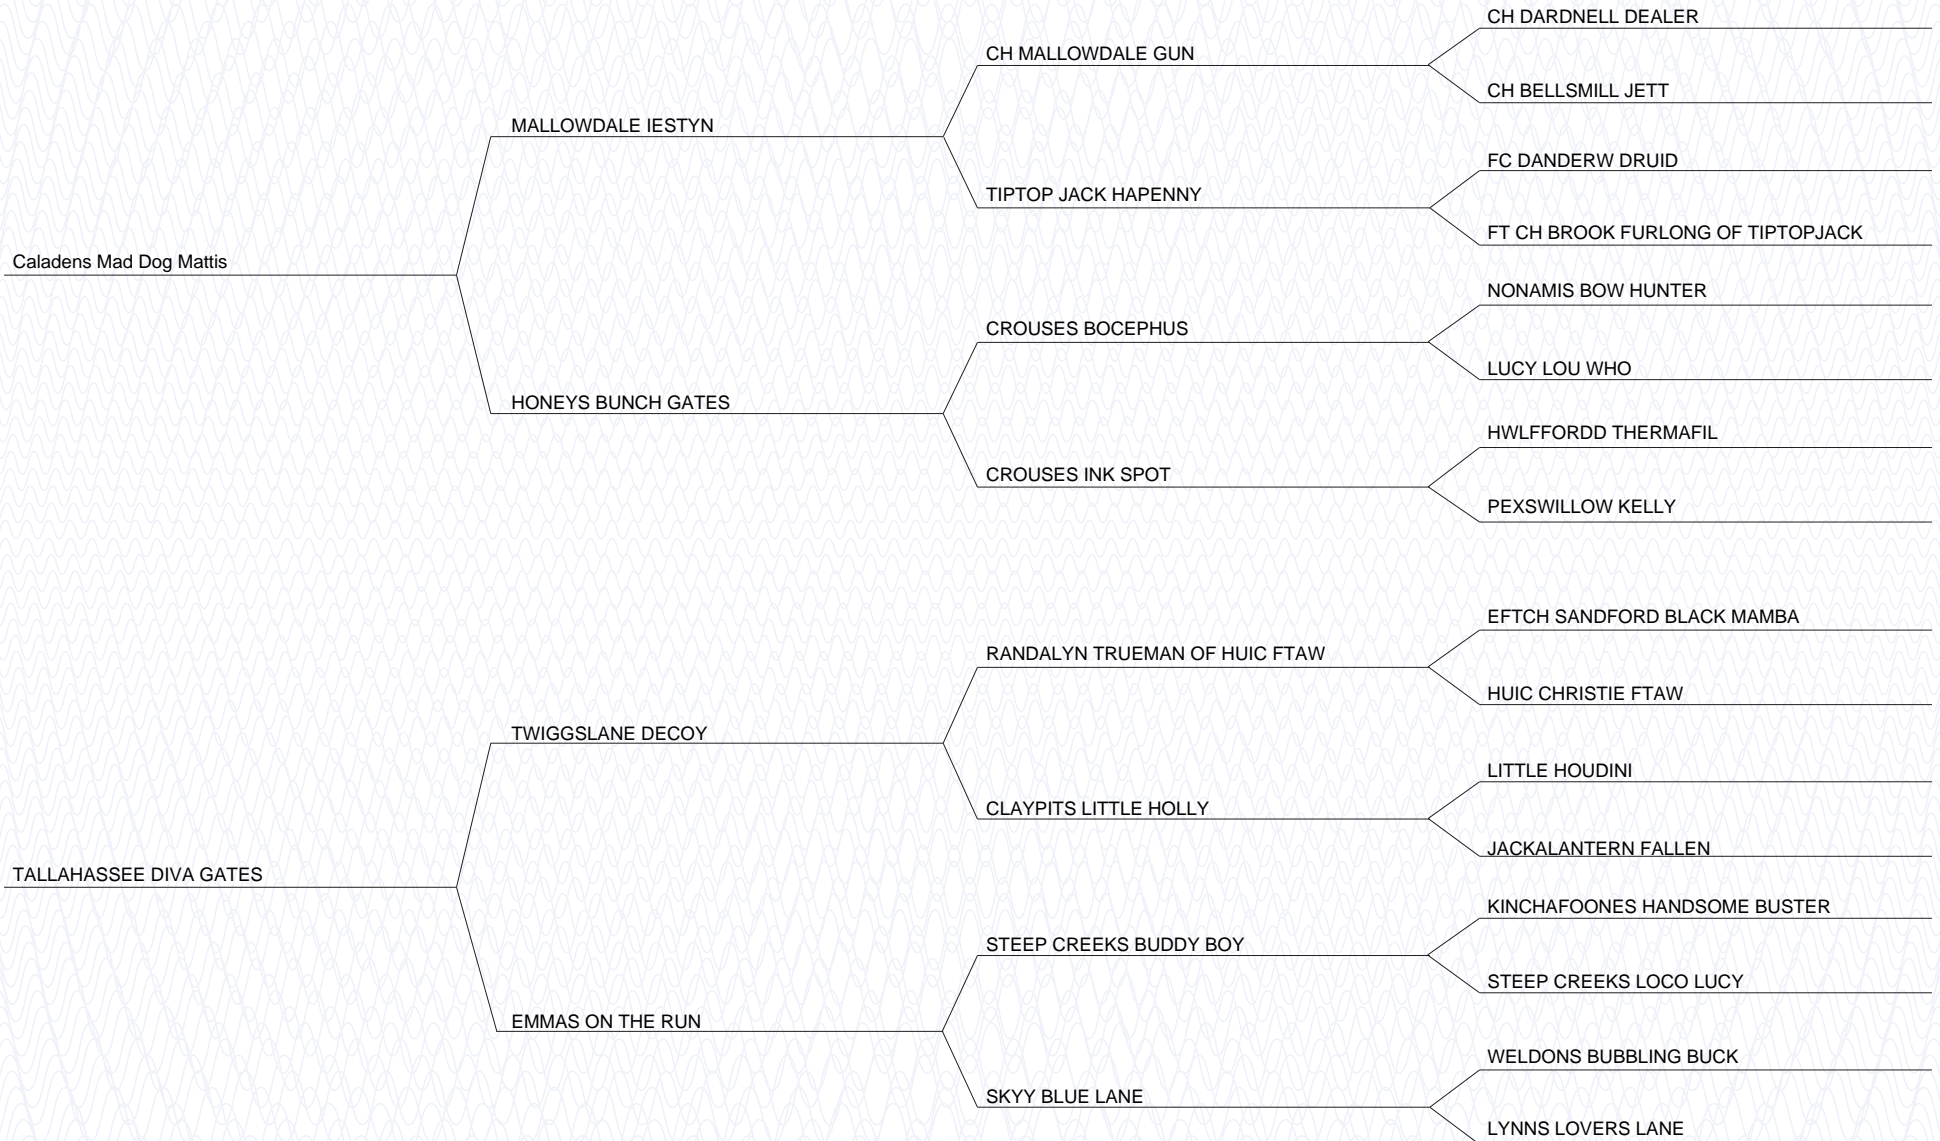 CH DARDNELL DEALER
CH MALLOWDALE GUN
CH BELLSMILL JETT
MALLOWDALE IESTYN
FC DANDERW DRUID
TIPTOP JACK HAPENNY
FT CH BROOK FURLONG OF TIPTOPJACK
Caladens Mad Dog Mattis
NONAMIS BOW HUNTER
CROUSES BOCEPHUS
LUCY LOU WHO
HONEYS BUNCH GATES
HWLFFORDD THERMAFIL
CROUSES INK SPOT
PEXSWILLOW KELLY
EFTCH SANDFORD BLACK MAMBA
RANDALYN TRUEMAN OF HUIC FTAW
HUIC CHRISTIE FTAW
TWIGGSLANE DECOY
LITTLE HOUDINI
CLAYPITS LITTLE HOLLY
JACKALANTERN FALLEN
TALLAHASSEE DIVA GATES
KINCHAFOONES HANDSOME BUSTER
STEEP CREEKS BUDDY BOY
STEEP CREEKS LOCO LUCY
EMMAS ON THE RUN
WELDONS BUBBLING BUCK
SKYY BLUE LANE
LYNNS LOVERS LANE